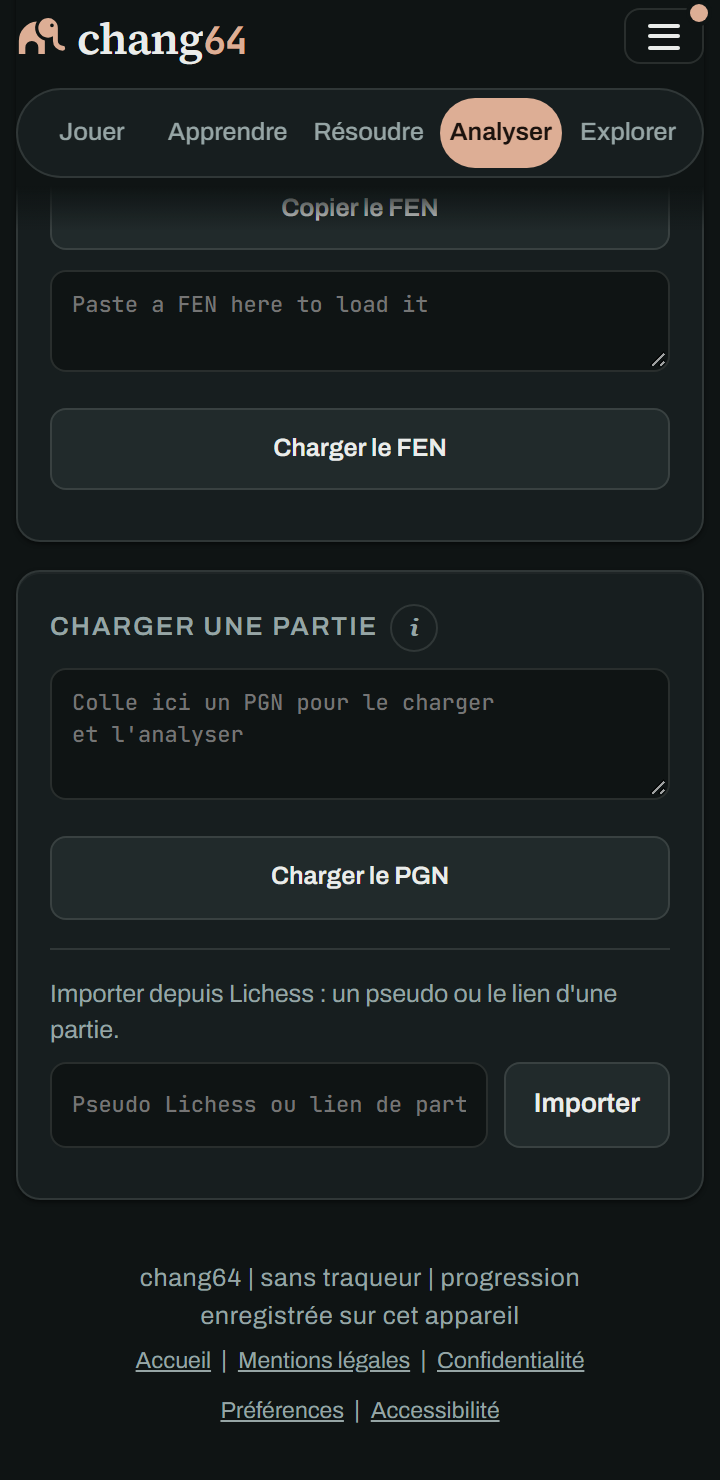 chang64
Jouer Apprendre Résoudre Analyser Explorer
Copier le FEN
Paste a FEN here to load it
Charger le FEN
CHARGER UNE PARTIE i
Colle ici un PGN pour le charger
et l'analyser
Charger le PGN
Importer depuis Lichess : un pseudo ou le lien d'une
partie.
Pseudo Lichess ou lien de part
Importer
chang64 | sans traqueur | progression
enregistrée sur cet appareil
Accueil | Mentions légales | Confidentialité
Préférences | Accessibilité